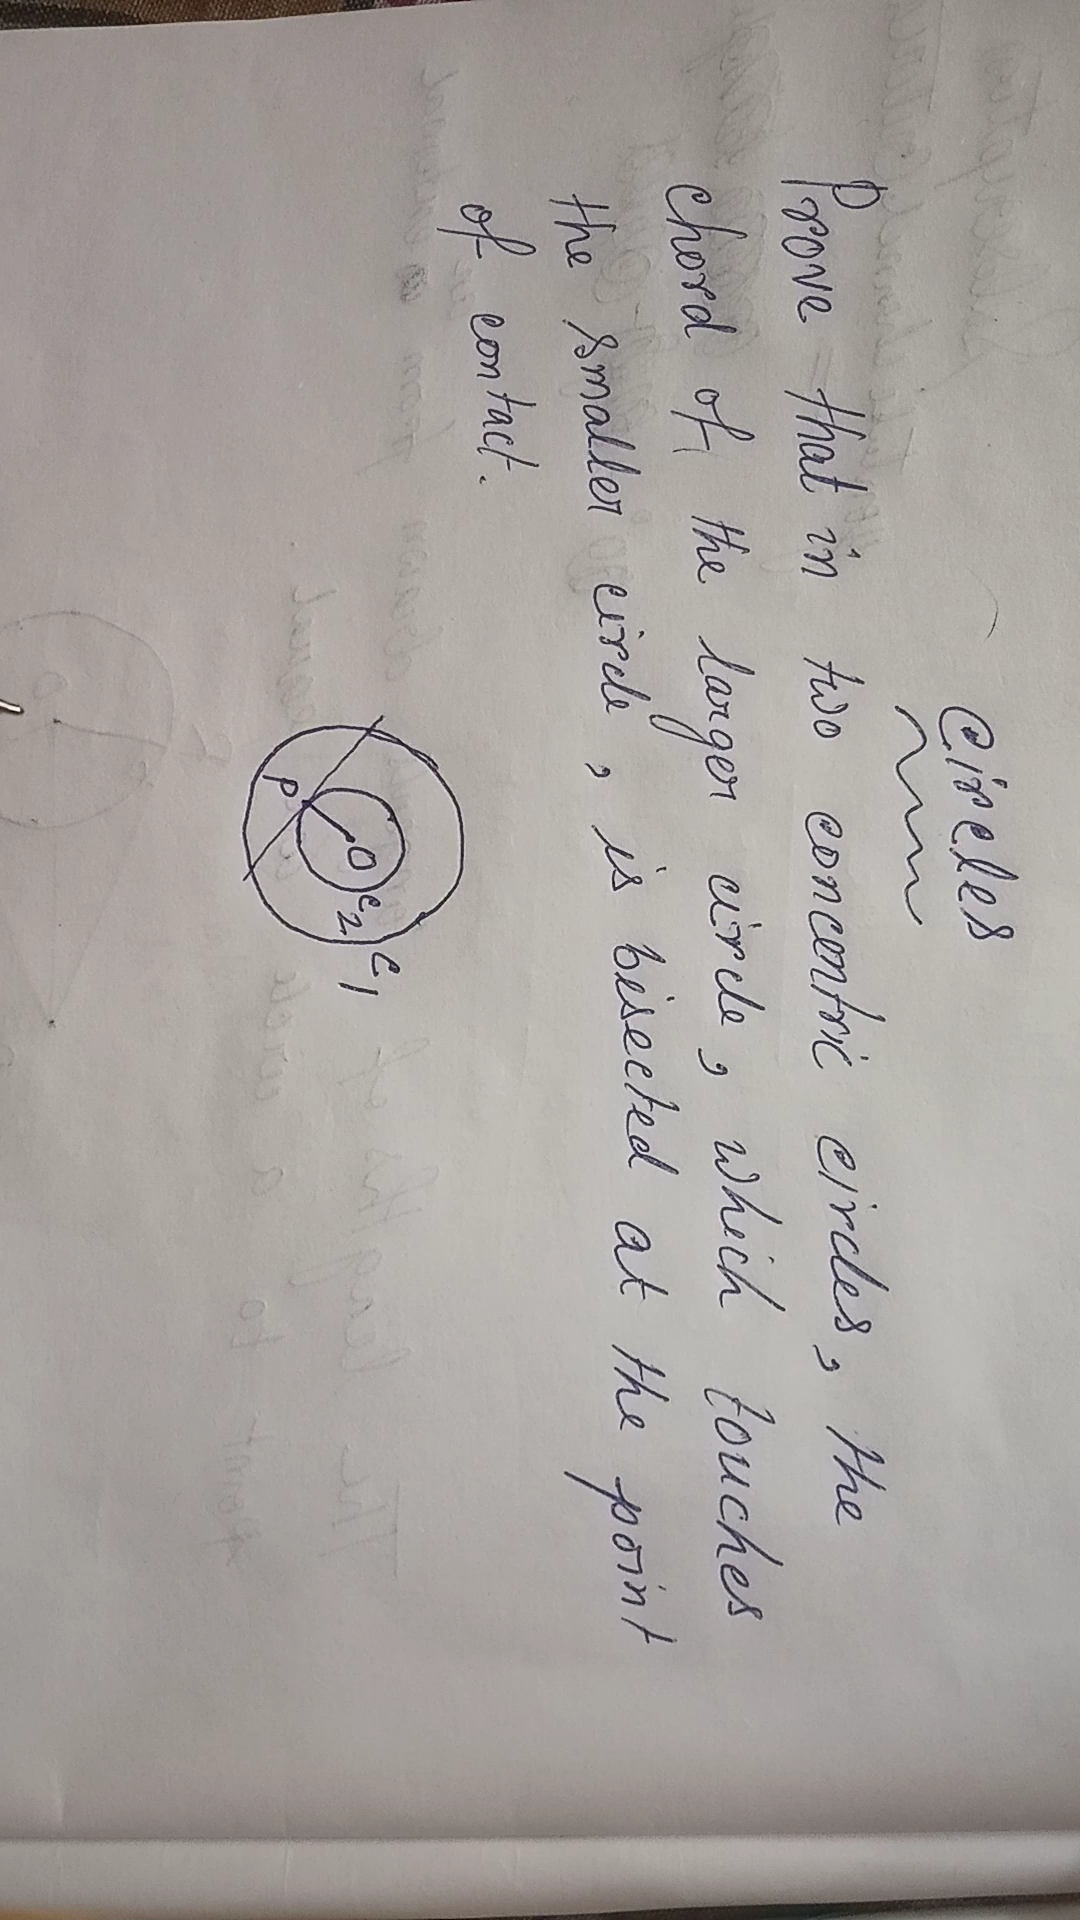 Circles
Prove that in two concentric circles, the
chord of the larger circle, which touches
the smaller circle, is bisected at the point
of contact.
P
O
C2
C1